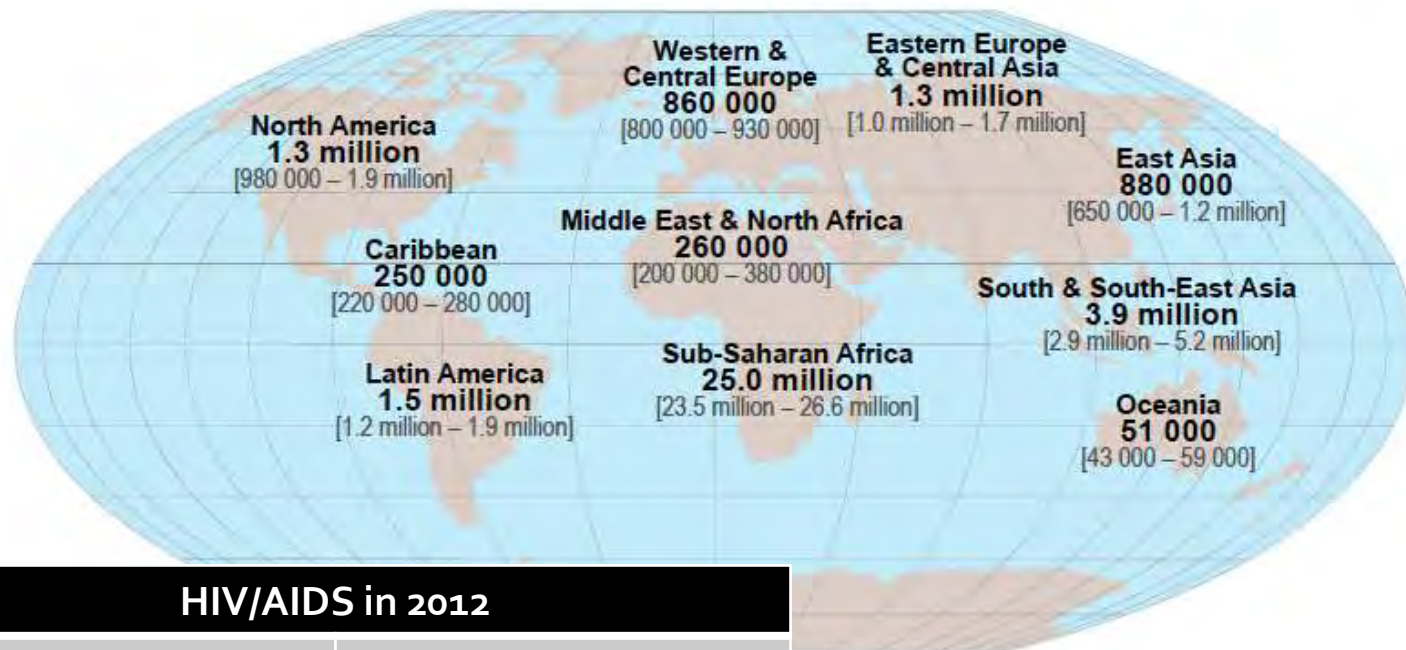 Western &
Central Europe
860 000
[800 000 – 930 000]
Eastern Europe
& Central Asia
1.3 million
[1.0 million – 1.7 million]
North America
1.3 million
[980 000 – 1.9 million]
East Asia
880 000
[650 000 – 1.2 million]
Middle East & North Africa
260 000
[200 000 – 380 000]
Caribbean
250 000
[220 000 – 280 000]
South & South-East Asia
3.9 million
[2.9 million – 5.2 million]
Sub-Saharan Africa
25.0 million
[23.5 million – 26.6 million]
Latin America
1.5 million
[1.2 million – 1.9 million]
Oceania
51 000
[43 000 – 59 000]
HIV/AIDS in 2012